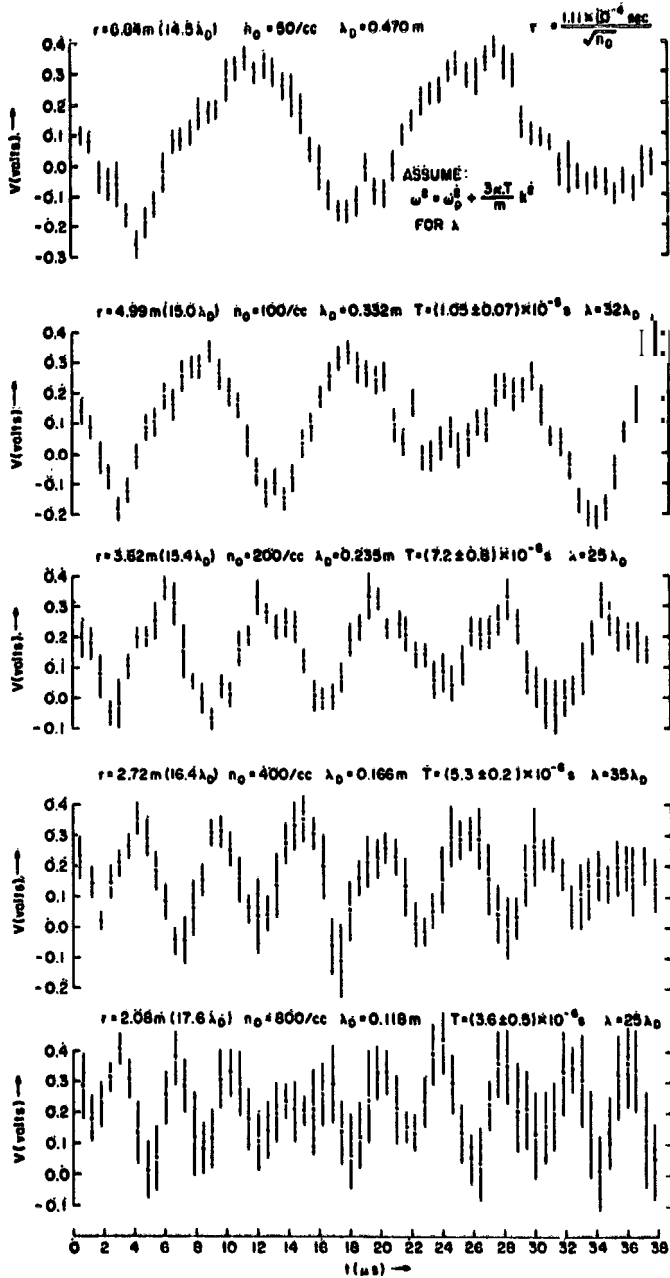 r=6.84m(14.5λD) n0=50/cc λD=0.470m τ = 1.11×10^-4 sec / √n0
0.4
0.3
0.2
0.1
0.0
-0.1
-0.2
-0.3
V(volts).→
ASSUME:
ω² = ωp² + 3κT/m k²
FOR λ
r=4.99m(15.0λD) n0=100/cc λD=0.332m T=(1.05±0.07)×10^-6 s λ=32λD
0.4
0.3
0.2
0.1
0.0
-0.1
-0.2
V(volts).→
r=3.62m(15.4λD) n0=200/cc λD=0.235m T=(7.2±0.8)×10^-6 s λ=25λD
0.4
0.3
0.2
0.1
0.0
-0.1
V(volts).→
r=2.72m(16.4λD) n0=400/cc λD=0.166m T=(5.3±0.2)×10^-6 s λ=35λD
0.4
0.3
0.2
0.1
0.0
-0.1
-0.2
V(volts).→
r=2.08m(17.6λD) n0=800/cc λD=0.118m T=(3.6±0.5)×10^-6 s λ=25λD
0.4
0.3
0.2
0.1
0.0
-0.1
V(volts)→
0 2 4 6 8 10 12 14 16 18 20 22 24 26 28 30 32 34 36 38
t(μs) →